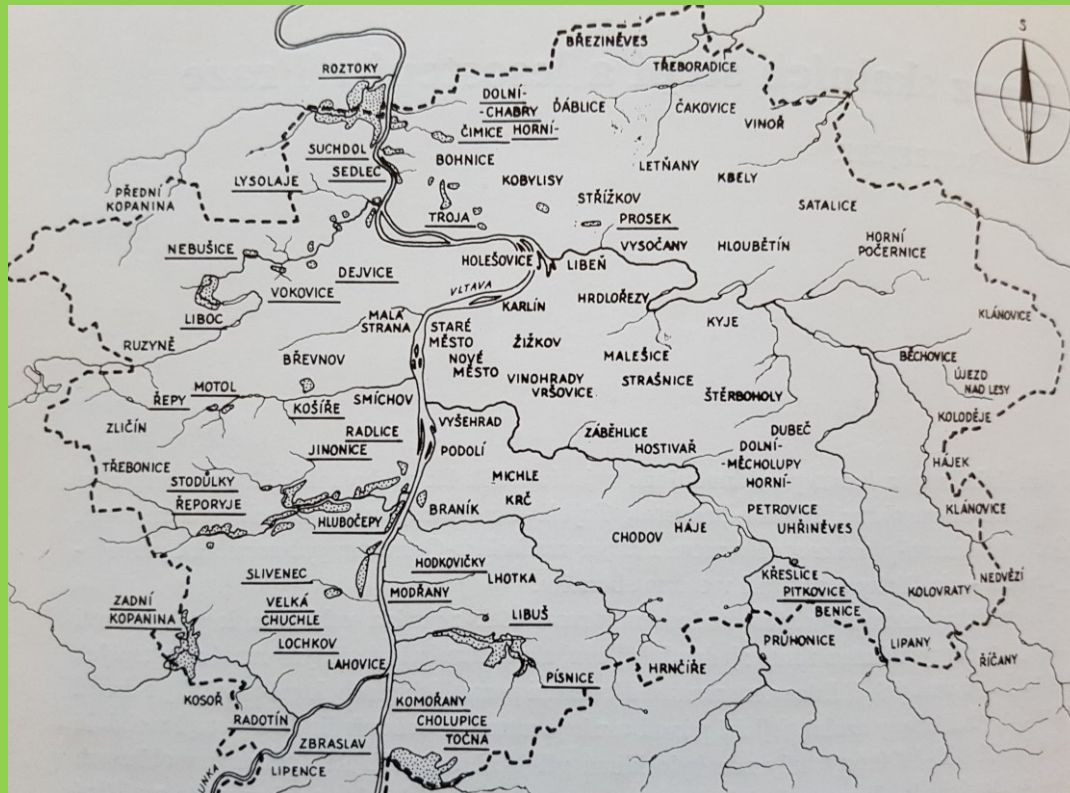 S
BŘEZINĚVES
TŘEBORADICE
ROZTOKY
DOLNÍ-
-CHABRY
HORNÍ-
ĎÁBLICE
ČAKOVICE
VINOŘ
ČIMICE
SUCHDOL
SEDLEC
BOHNICE
LETŇANY
KBELY
LYSOLAJE
KOBYLISY
PŘEDNÍ
KOPANINA
STŘÍŽKOV
SATALICE
TROJA
PROSEK
NEBUŠICE
VYSOČANY
HLOUBĚTÍN
HORNÍ
POČERNICE
DEJVICE
HOLEŠOVICE
LIBEŇ
VOKOVICE
VLTAVA
HRDLOŘEZY
LIBOC
KARLÍN
MALÁ
STRANA
STARÉ
MĚSTO
KYJE
KLÁNOVICE
RUZYNĚ
BŘEVNOV
NOVÉ
MĚSTO
ŽIŽKOV
MALEŠICE
BĚCHOVICE
ÚJEZD
NAD LESY
MOTOL
VINOHRADY
VRŠOVICE
STRAŠNICE
ŘEPY
KOŠÍŘE
SMÍCHOV
ŠTĚRBOHOLY
KOLODĚJE
ZLIČÍN
RADLICE
VYŠEHRAD
ZÁBĚHLICE
DUBEČ
JINONICE
PODOLÍ
HOSTIVAŘ
DOLNÍ-
-MĚCHOLUPY
HORNÍ-
TŘEBONICE
HÁJEK
STODŮLKY
MICHLE
ŘEPORYJE
KRČ
PETROVICE
KLÁNOVICE
HLUBOČEPY
BRANÍK
HÁJE
UHŘINĚVES
CHODOV
HODKOVIČKY
SLIVENEC
LHOTKA
KŘESLICE
NEDVĚZÍ
MODŘANY
PITKOVICE
KOLOVRATY
ZADNÍ
KOPANINA
VELKÁ
CHUCHLE
LIBUŠ
BENICE
LOCHKOV
PRŮHONICE
LIPANY
LAHOVICE
HRNČÍŘE
ŘÍČANY
PÍSNICE
KOSOŘ
KOMOŘANY
RADOTÍN
CHOLUPICE
TOČNÁ
ZBRASLAV
LIPENCE
UNKA